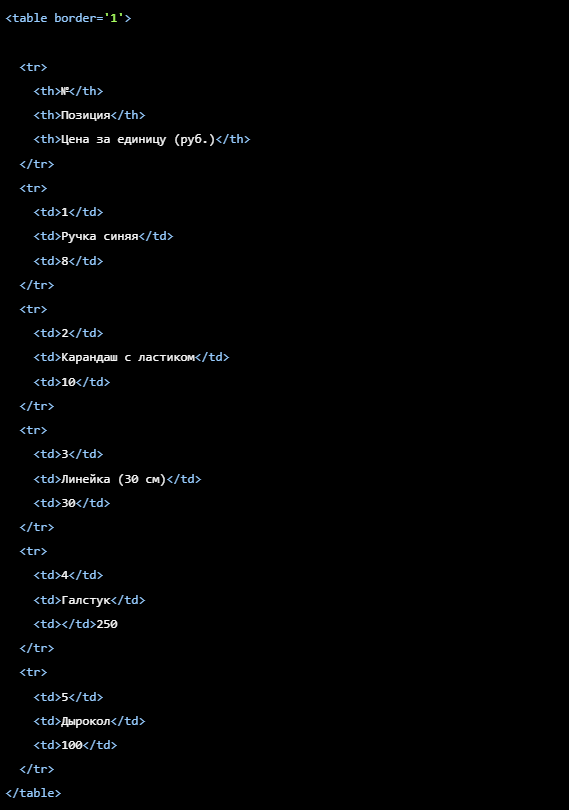 <table border='1'>
<tr>
<th>№</th>
<th>Позиция</th>
<th>Цена за единицу (руб.)</th>
</tr>
<tr>
<td>1</td>
<td>Ручка синяя</td>
<td>8</td>
</tr>
<tr>
<td>2</td>
<td>Карандаш с ластиком</td>
<td>10</td>
</tr>
<tr>
<td>3</td>
<td>Линейка (30 см)</td>
<td>30</td>
</tr>
<tr>
<td>4</td>
<td>Галстук</td>
<td></td>250
</tr>
<tr>
<td>5</td>
<td>Дырокол</td>
<td>100</td>
</tr>
</table>